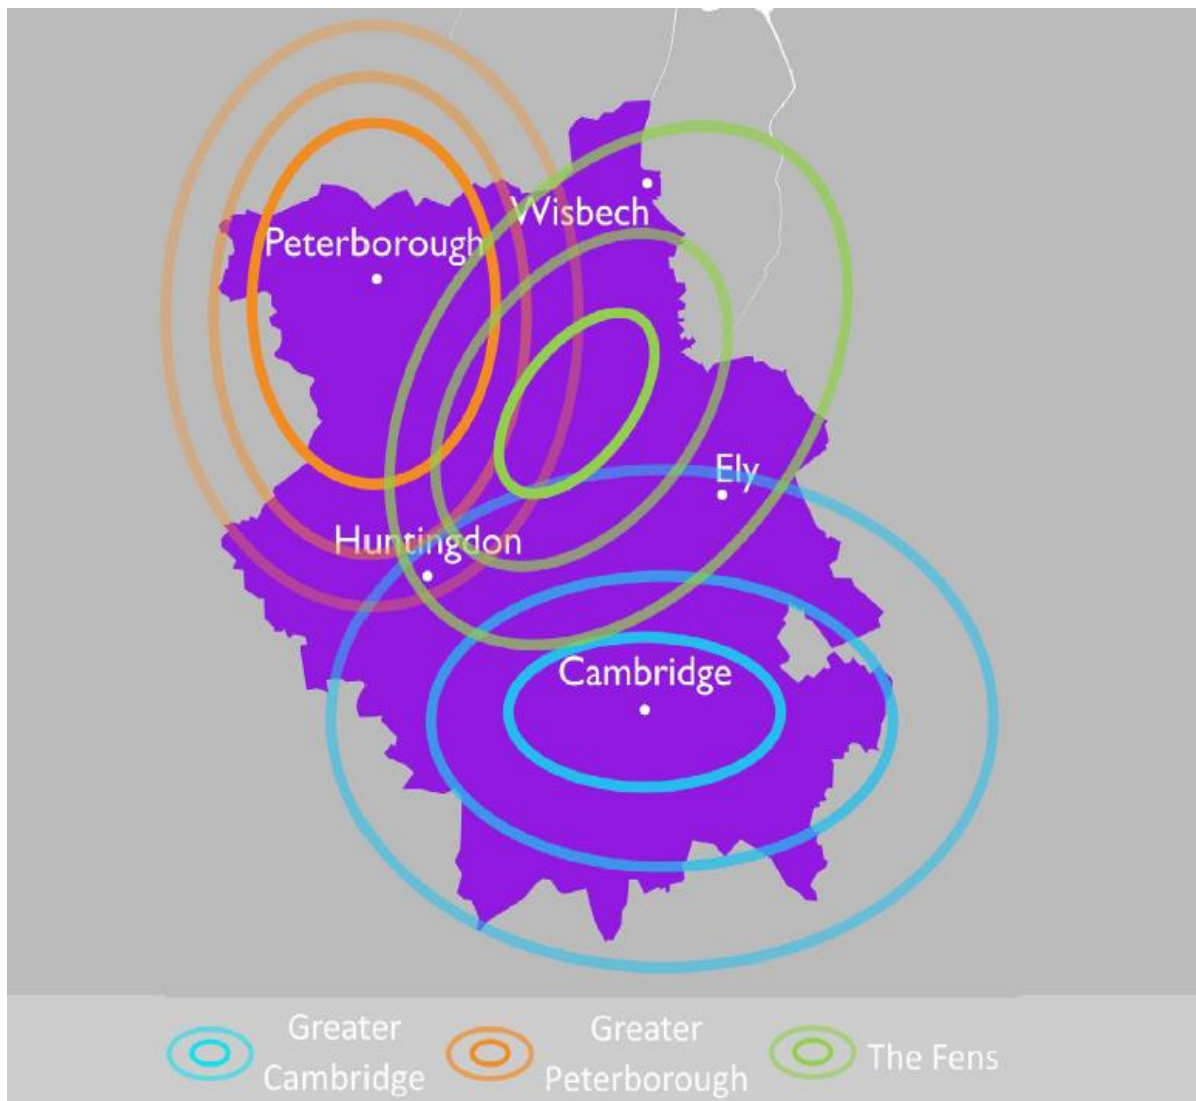 Wisbech
Peterborough
Ely
Huntingdon
Cambridge
Greater
Cambridge
Greater
Peterborough
The Fens